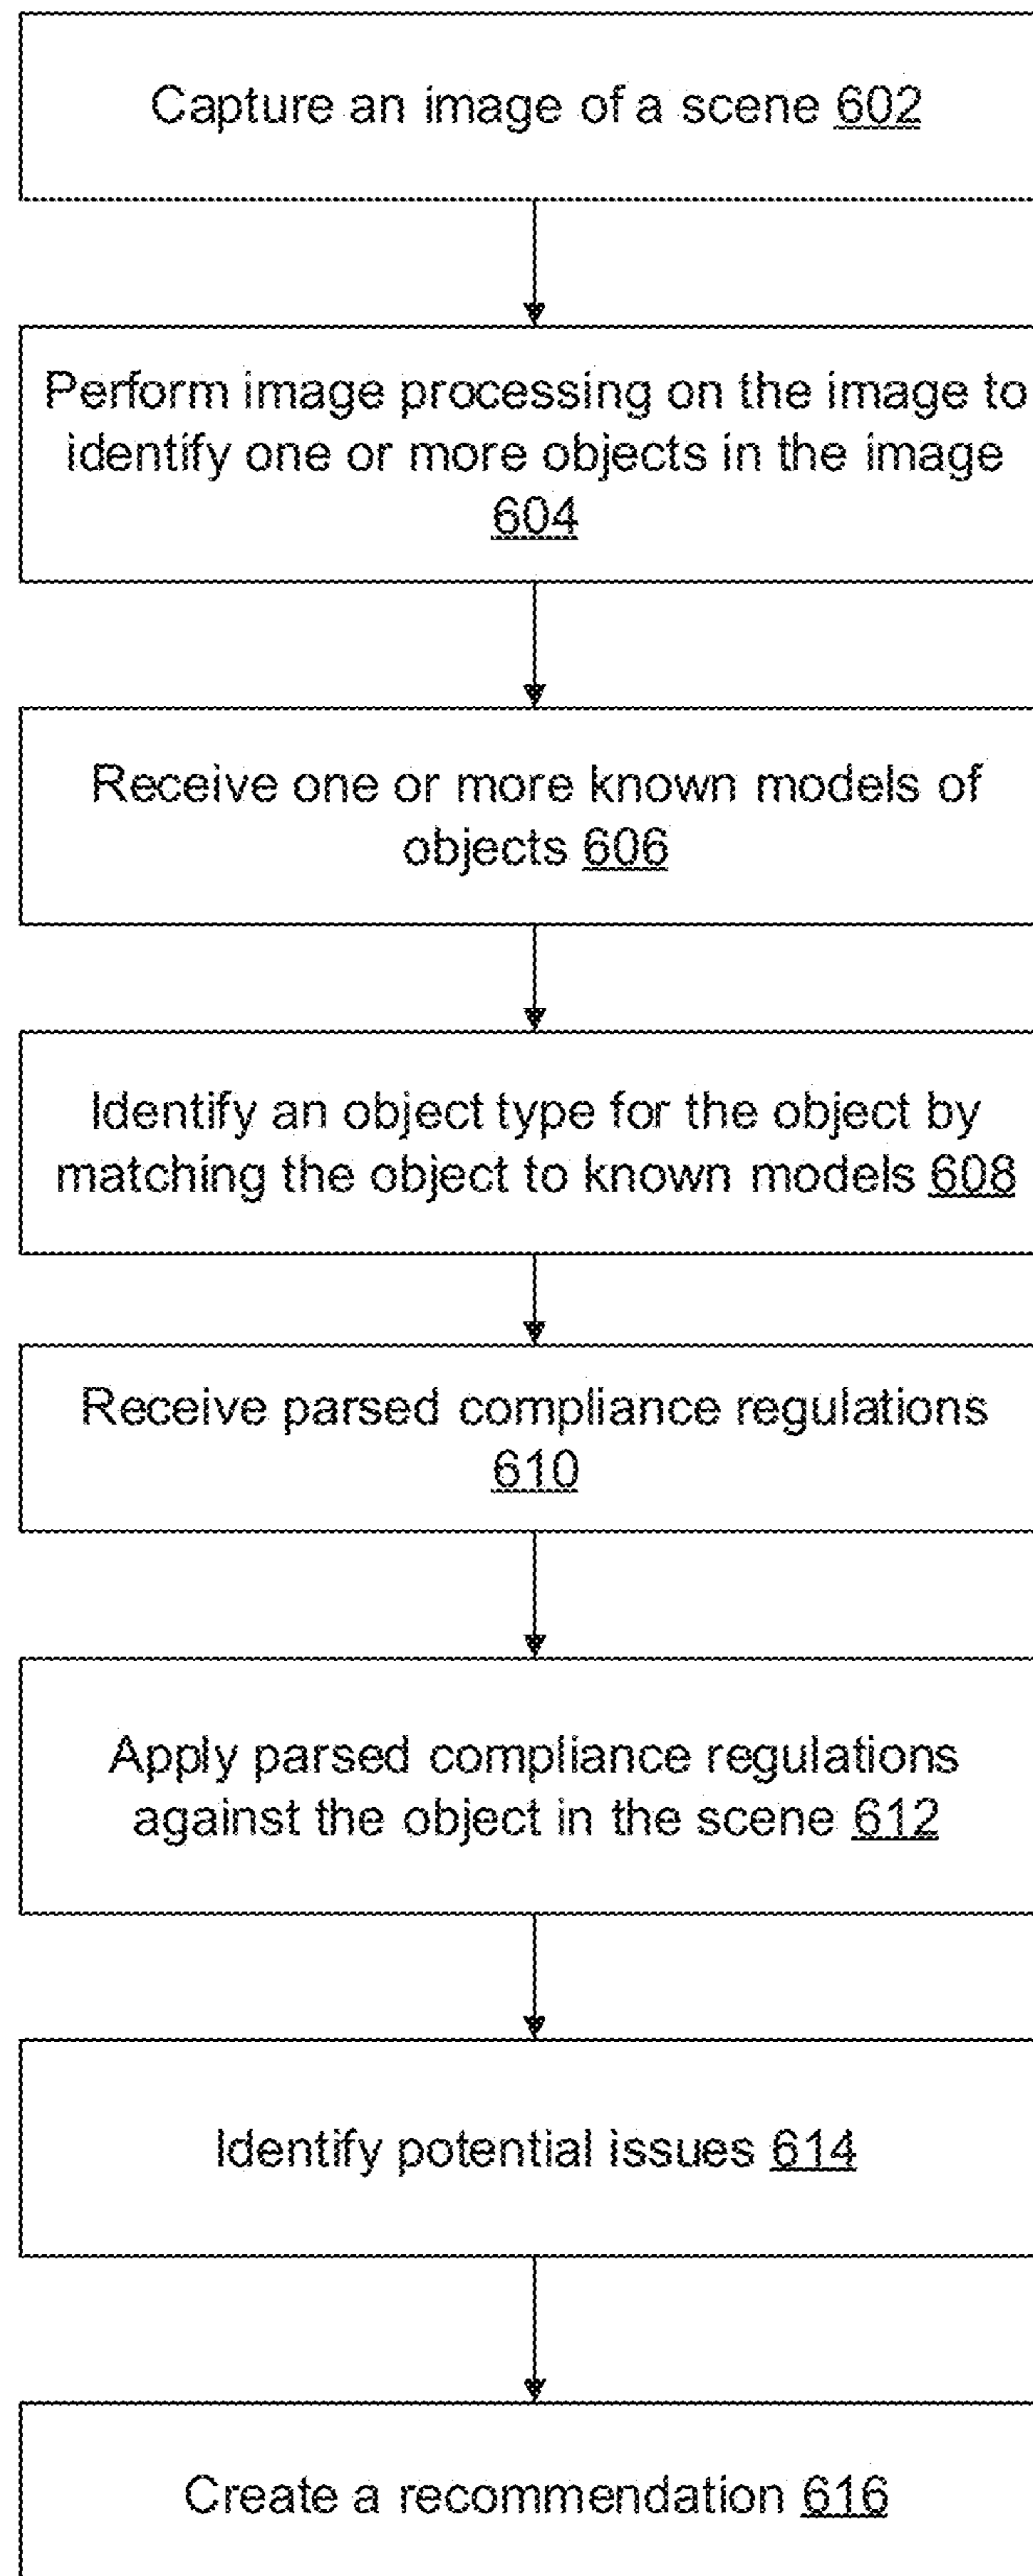 Capture an image of a scene 602
Perform image processing on the image to
identify one or more objects in the image
604
Receive one or more known models of
objects 606
Identify an object type for the object by
matching the object to known models 608
Receive parsed compliance regulations
610
Apply parsed compliance regulations
against the object in the scene 612
Identify potential issues 614
Create a recommendation 616